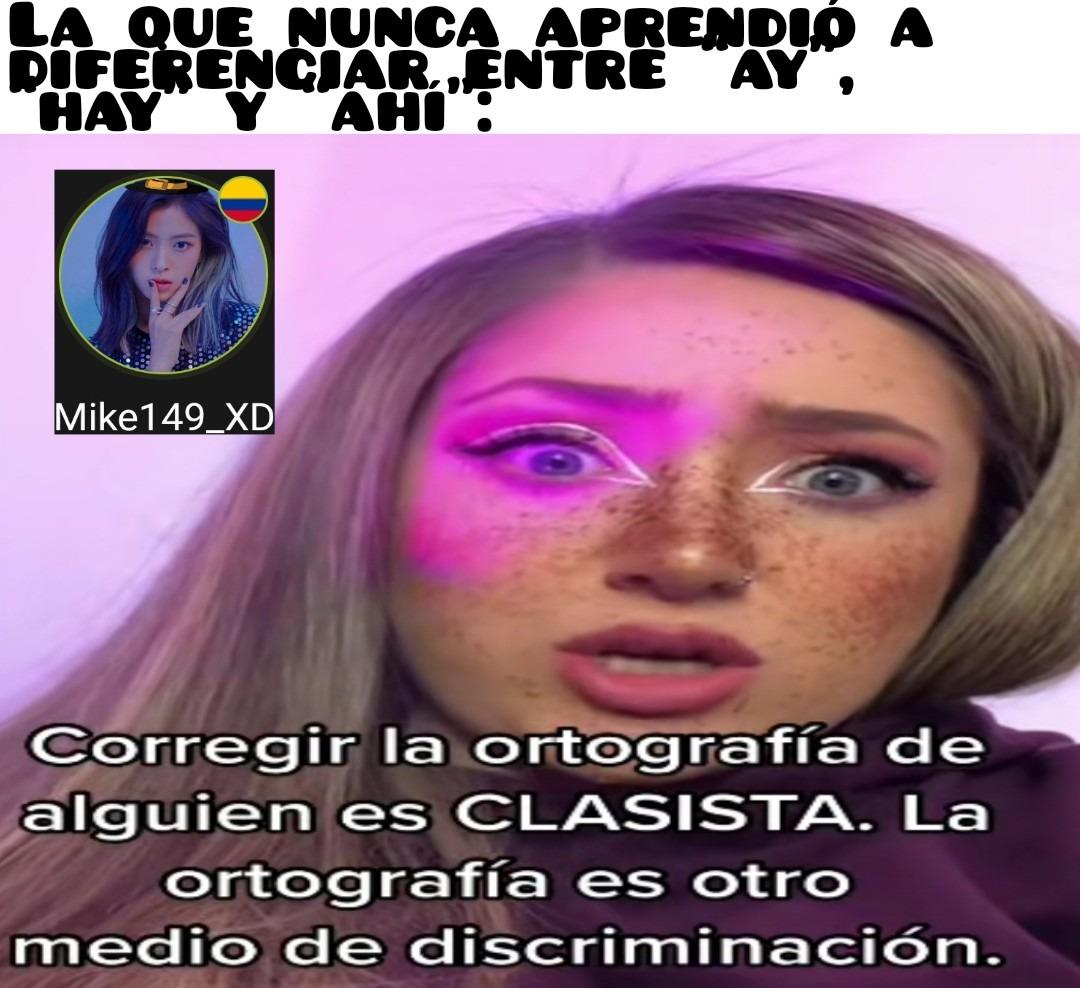 La que nunca aprendió a
diferenciar entre "ay",
"hay" y "ahí":
Mike149_XD
Corregir la ortografía de
alguien es CLASISTA. La
ortografía es otro
medio de discriminación.